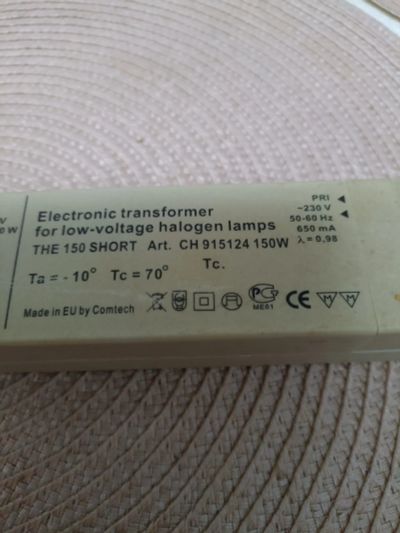 Electronic transformer
for low-voltage halogen lamps
THE 150 SHORT Art. CH 915124 150W
Ta = - 10° Tc = 70° Tc.
Made in EU by Comtech
ME61
CE
PRI
~230 V
50-60 Hz
650 mA
λ = 0,98
V
W